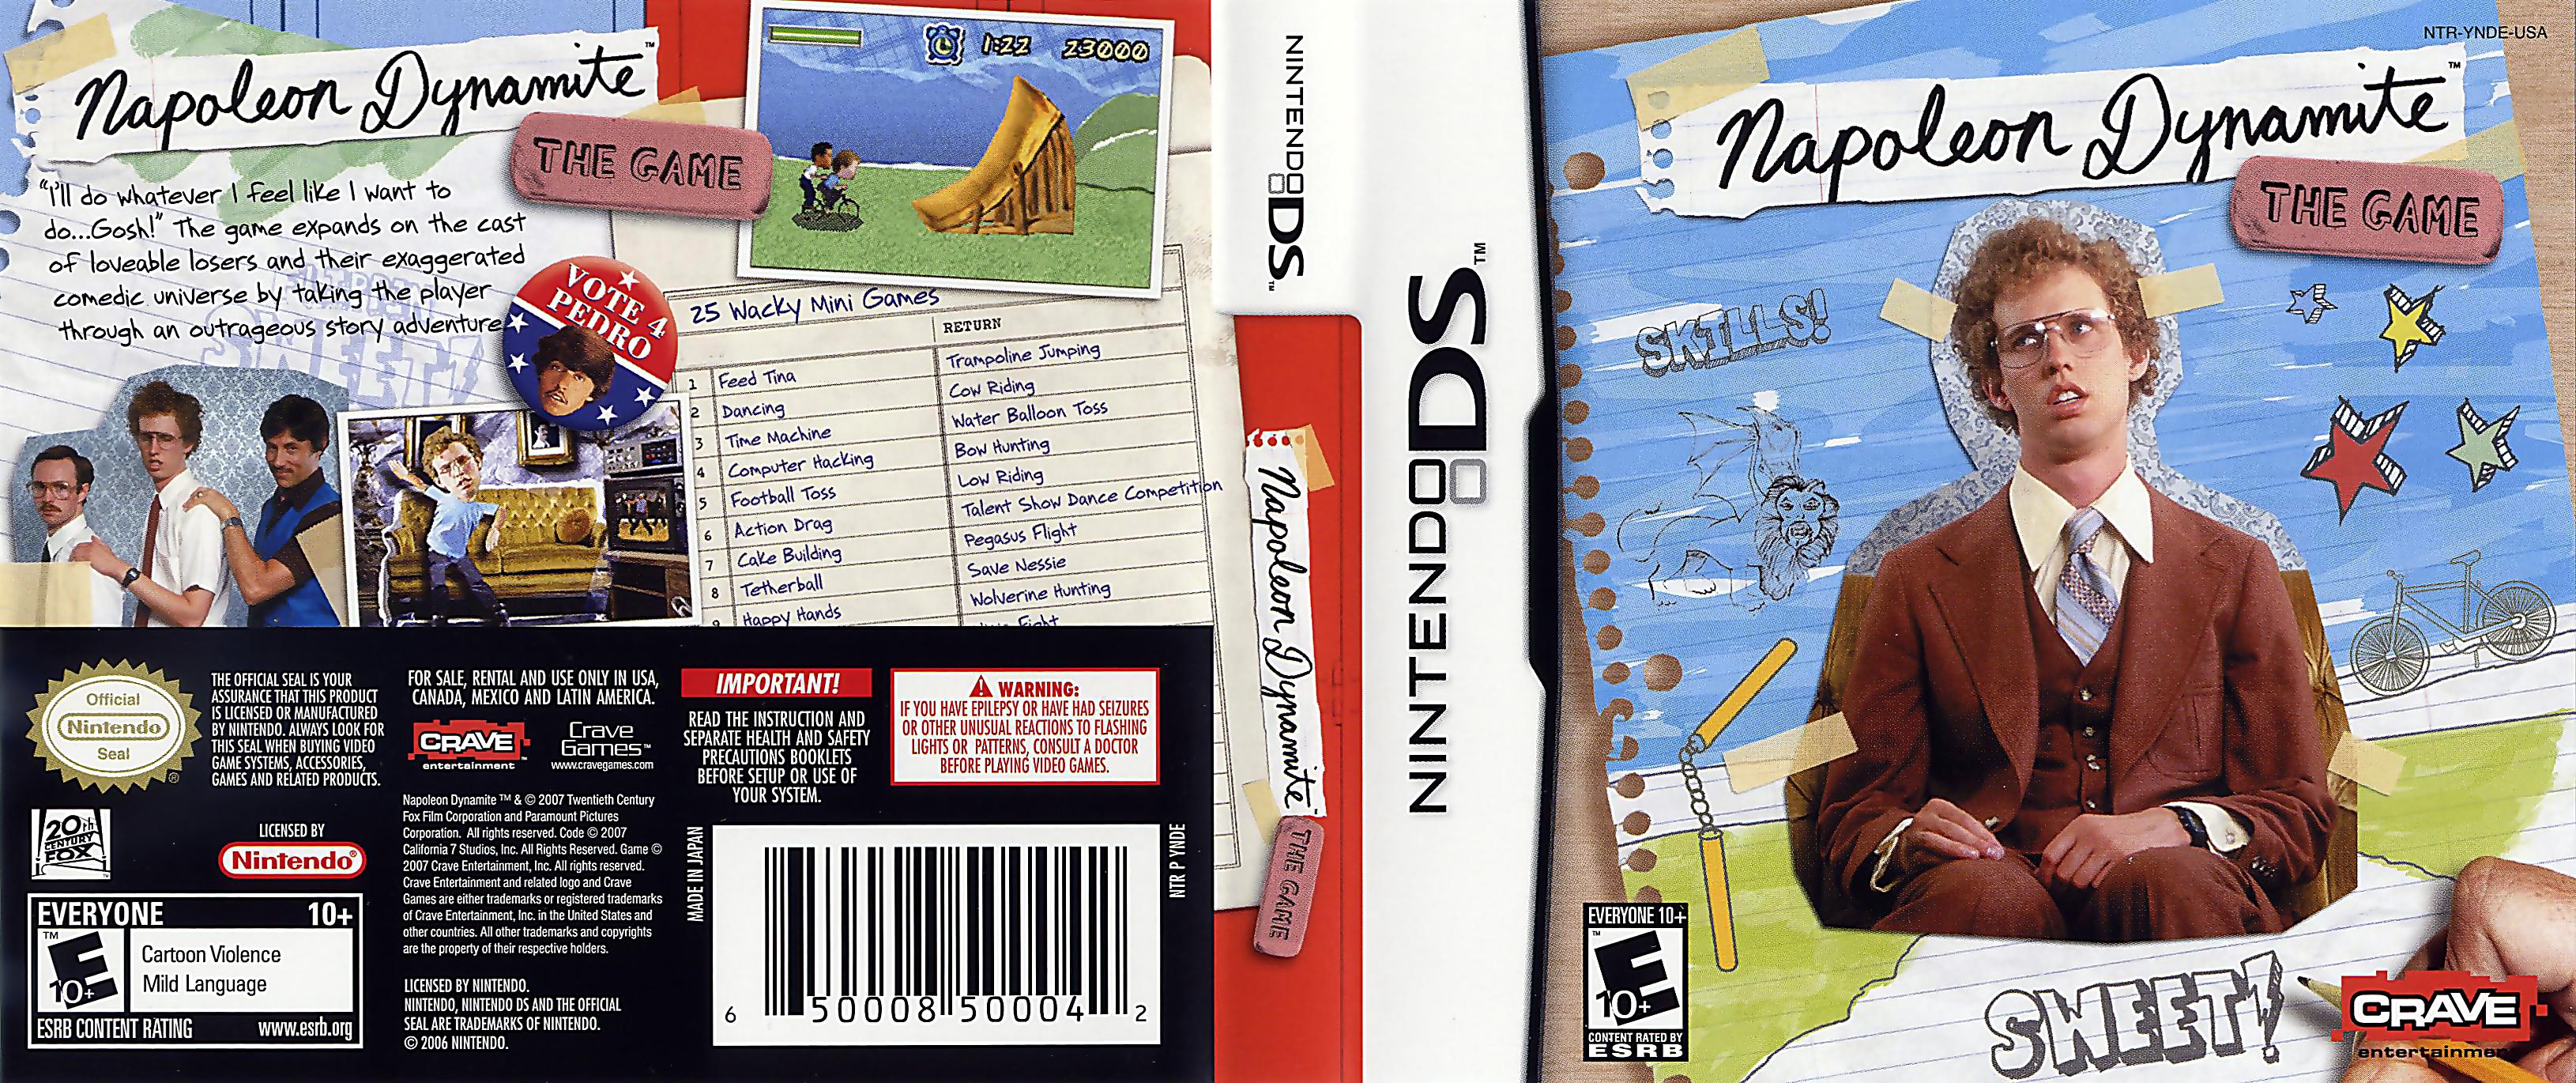 Napoleon Dynamite™
THE GAME
"I'll do whatever I feel like I want to
do...Gosh!" The game expands on the cast
of loveable losers and their exaggerated
comedic universe by taking the player
through an outrageous story adventure
SWEET!
VOTE 4
PEDRO
1:22 23000
25 Wacky Mini Games
RETURN
1 Feed Tina
2 Dancing
3 Time Machine
4 Computer Hacking
5 Football Toss
6 Action Drag
7 Cake Building
8 Tetherball
9 Happy Hands
Trampoline Jumping
Cow Riding
Water Balloon Toss
Bow Hunting
Low Riding
Talent Show Dance Competition
Pegasus Flight
Save Nessie
Wolverine Hunting
Fight
Official
Nintendo
Seal
®
THE OFFICIAL SEAL IS YOUR
ASSURANCE THAT THIS PRODUCT
IS LICENSED OR MANUFACTURED
BY NINTENDO. ALWAYS LOOK FOR
THIS SEAL WHEN BUYING VIDEO
GAME SYSTEMS, ACCESSORIES,
GAMES AND RELATED PRODUCTS.
20th
CENTURY
FOX
LICENSED BY
Nintendo®
EVERYONE 10+
™
E
10+
Cartoon Violence
Mild Language
ESRB CONTENT RATING www.esrb.org
FOR SALE, RENTAL AND USE ONLY IN USA,
CANADA, MEXICO AND LATIN AMERICA.
CRAVE
entertainment™
Crave
Games™
www.cravegames.com
Napoleon Dynamite ™ & © 2007 Twentieth Century
Fox Film Corporation and Paramount Pictures
Corporation. All rights reserved. Code © 2007
California 7 Studios, Inc. All Rights Reserved. Game ©
2007 Crave Entertainment, Inc. All rights reserved.
Crave Entertainment and related logo and Crave
Games are either trademarks or registered trademarks
of Crave Entertainment, Inc. in the United States and
other countries. All other trademarks and copyrights
are the property of their respective holders.
LICENSED BY NINTENDO.
NINTENDO, NINTENDO DS AND THE OFFICIAL
SEAL ARE TRADEMARKS OF NINTENDO.
© 2006 NINTENDO.
IMPORTANT!
READ THE INSTRUCTION AND
SEPARATE HEALTH AND SAFETY
PRECAUTIONS BOOKLETS
BEFORE SETUP OR USE OF
YOUR SYSTEM.
WARNING:
IF YOU HAVE EPILEPSY OR HAVE HAD SEIZURES
OR OTHER UNUSUAL REACTIONS TO FLASHING
LIGHTS OR PATTERNS, CONSULT A DOCTOR
BEFORE PLAYING VIDEO GAMES.
MADE IN JAPAN
6 50008 50004 2
NTR P YNDE
NINTENDO DS™
Napoleon Dynamite™
THE GAME
NINTENDO DS™
NTR-YNDE-USA
Napoleon Dynamite™
THE GAME
SKILLS!
EVERYONE 10+
™
E
10+
CONTENT RATED BY
ESRB
SWEET!
CRAVE
entertainme